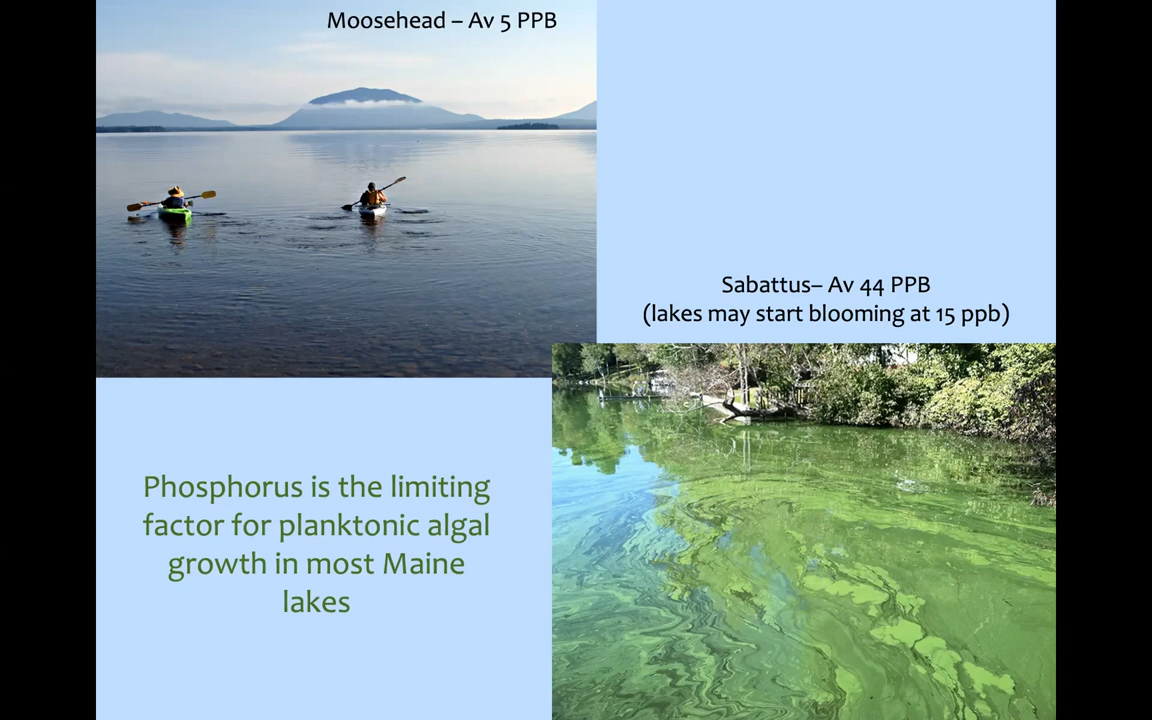 Moosehead – Av 5 PPB
Sabattus– Av 44 PPB
(lakes may start blooming at 15 ppb)
Phosphorus is the limiting
factor for planktonic algal
growth in most Maine
lakes